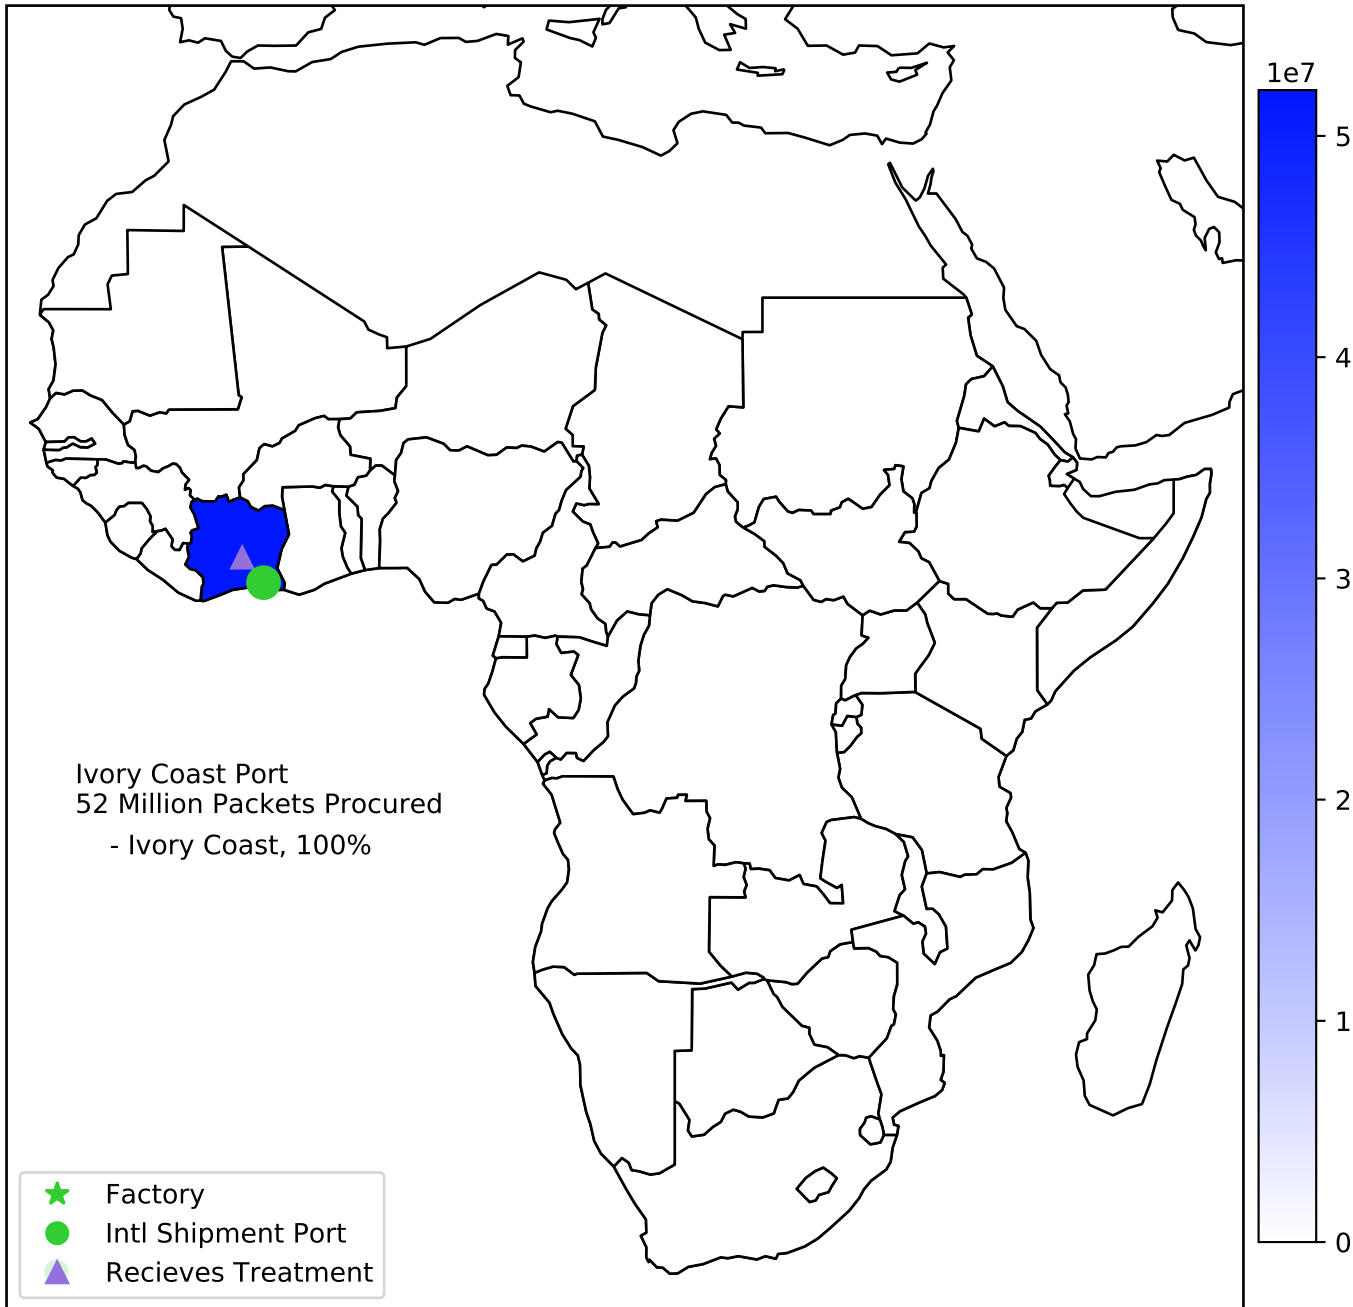 1e7
5
4
3
2
1
0
Ivory Coast Port
52 Million Packets Procured
- Ivory Coast, 100%
Factory
Intl Shipment Port
Recieves Treatment